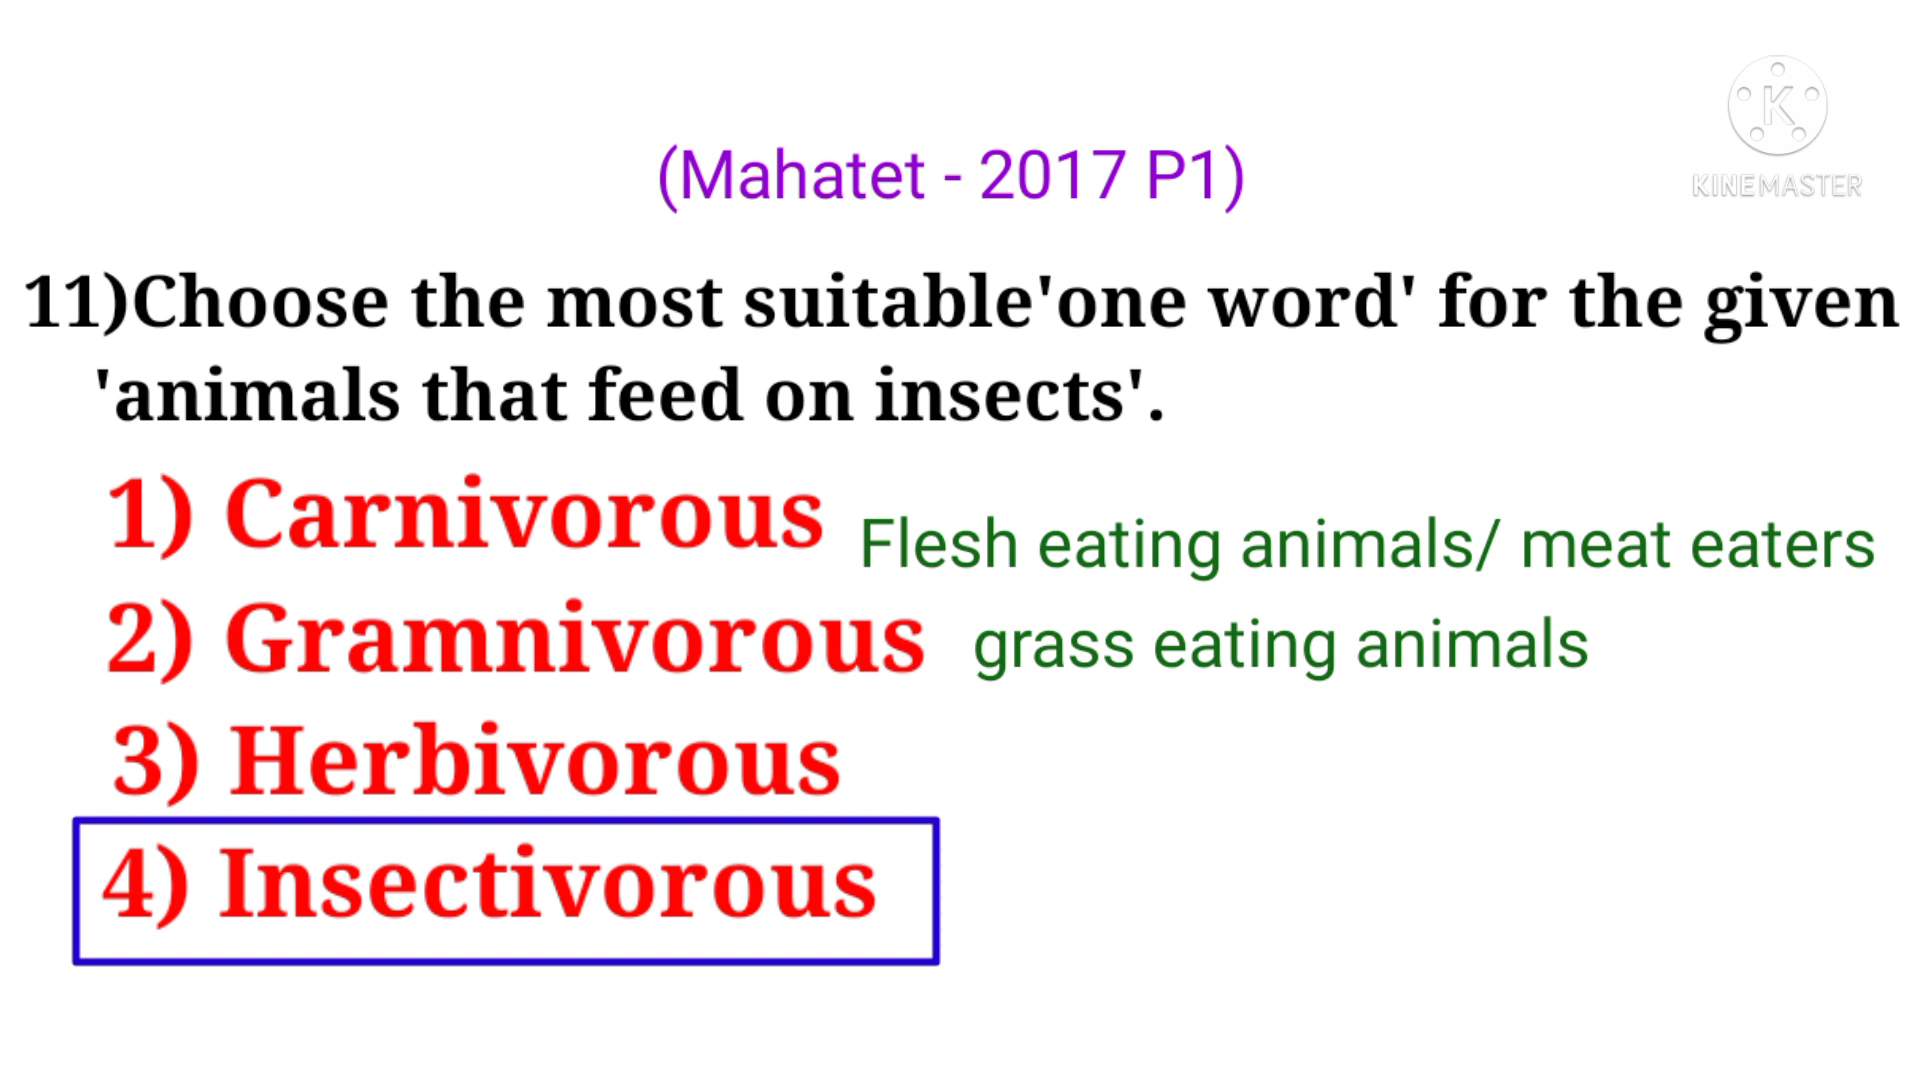 KINEMASTER
(Mahatet - 2017 P1)
11)Choose the most suitable'one word' for the given
'animals that feed on insects'.
1) Carnivorous Flesh eating animals/ meat eaters
2) Gramnivorous grass eating animals
3) Herbivorous
4) Insectivorous